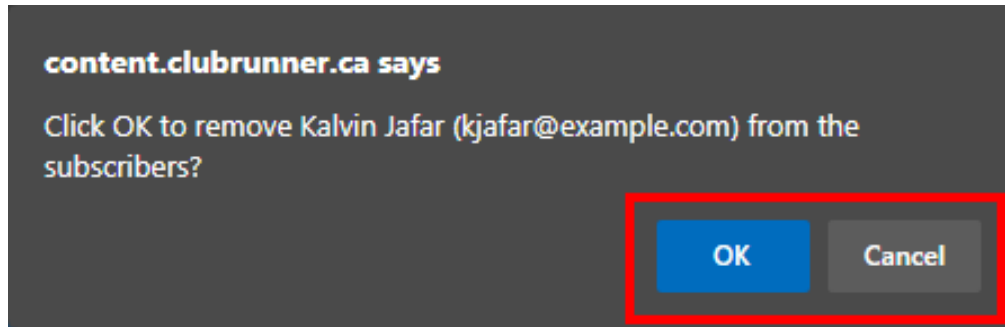 content.clubrunner.ca says
Click OK to remove Kalvin Jafar (kjafar@example.com) from the
subscribers?
OK Cancel